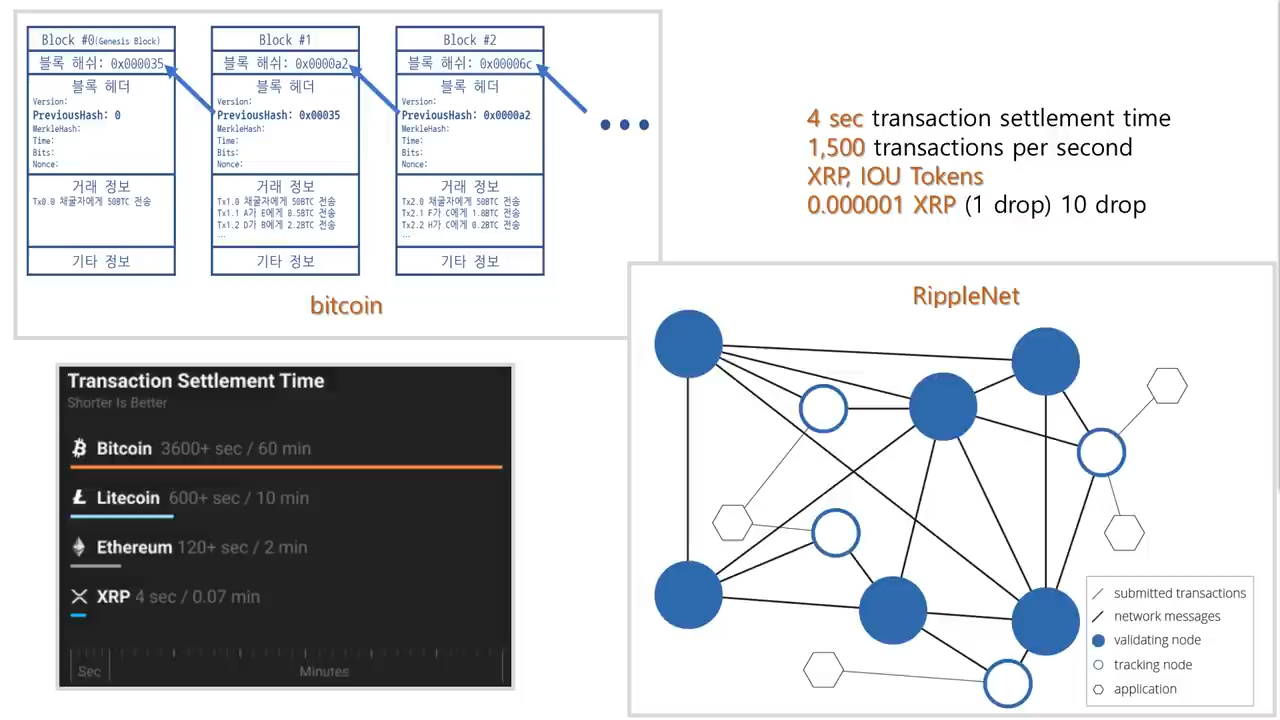 Block #0(Genesis Block)
블록 해쉬: 0x000035
블록 헤더
Version:
PreviousHash: 0
MerkleHash:
Time:
Bits:
Nonce:
거래 정보
Tx0.0 채굴자에게 50BTC 전송
기타 정보
Block #1
블록 해쉬: 0x0000a2
블록 헤더
Version:
PreviousHash: 0x00035
MerkleHash:
Time:
Bits:
Nonce:
거래 정보
Tx1.0 채굴자에게 50BTC 전송
Tx1.1 A가 E에게 0.5BTC 전송
Tx1.2 D가 B에게 2.2BTC 전송
...
기타 정보
Block #2
블록 해쉬: 0x00006c
블록 헤더
Version:
PreviousHash: 0x0000a2
MerkleHash:
Time:
Bits:
Nonce:
거래 정보
Tx2.0 채굴자에게 50BTC 전송
Tx2.1 F가 C에게 1.8BTC 전송
Tx2.2 H가 C에게 0.2BTC 전송
...
기타 정보
bitcoin
4 sec transaction settlement time
1,500 transactions per second
XRP, IOU Tokens
0.000001 XRP (1 drop) 10 drop
Transaction Settlement Time
Shorter Is Better
Bitcoin 3600+ sec / 60 min
Litecoin 600+ sec / 10 min
Ethereum 120+ sec / 2 min
XRP 4 sec / 0.07 min
Sec Minutes
RippleNet
submitted transactions
network messages
validating node
tracking node
application